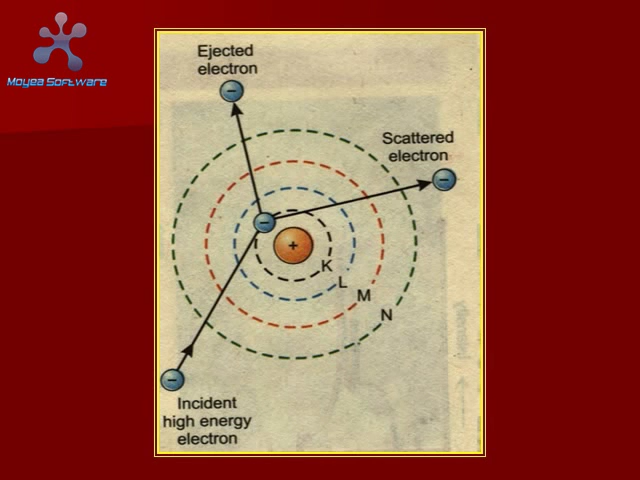 Moyea Software
Ejected
electron
Scattered
electron
−
−
−
+
K
L
M
N
−
Incident
high energy
electron